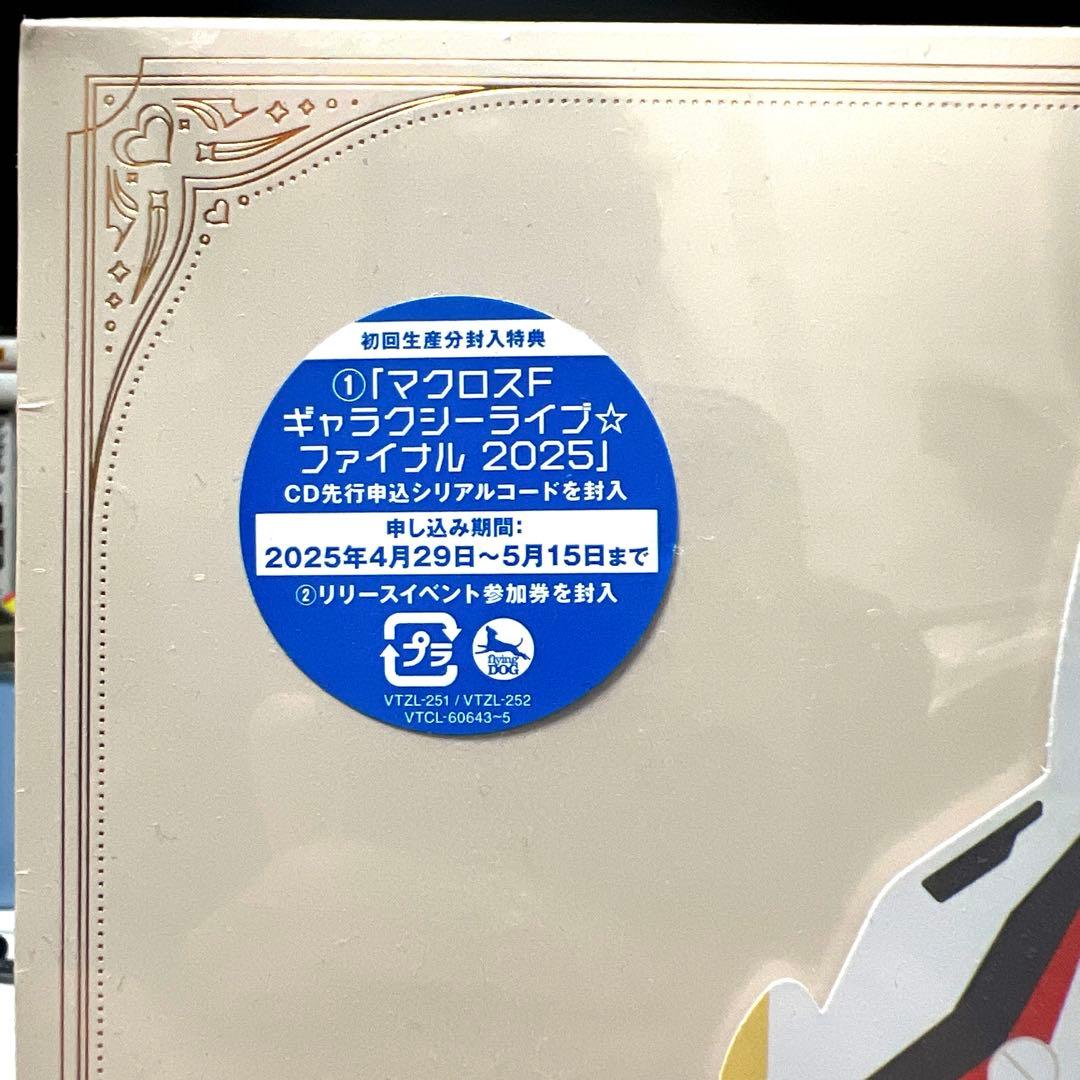 初回生産分封入特典
①「マクロスF
ギャラクシーライブ☆
ファイナル 2025」
CD先行申込シリアルコードを封入
申し込み期間:
2025年4月29日〜5月15日まで
②リリースイベント参加券を封入
プラ
flying
DOG
VTZL-251 / VTZL-252
VTCL-60643~5